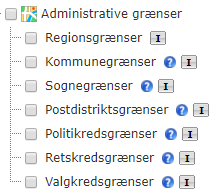 Administrative grænser
Regionsgrænser I
Kommunegrænser ? I
Sognegrænser ? I
Postdistriktsgrænser ? I
Politikredsgrænser ? I
Retskredsgrænser ? I
Valgkredsgrænser ? I